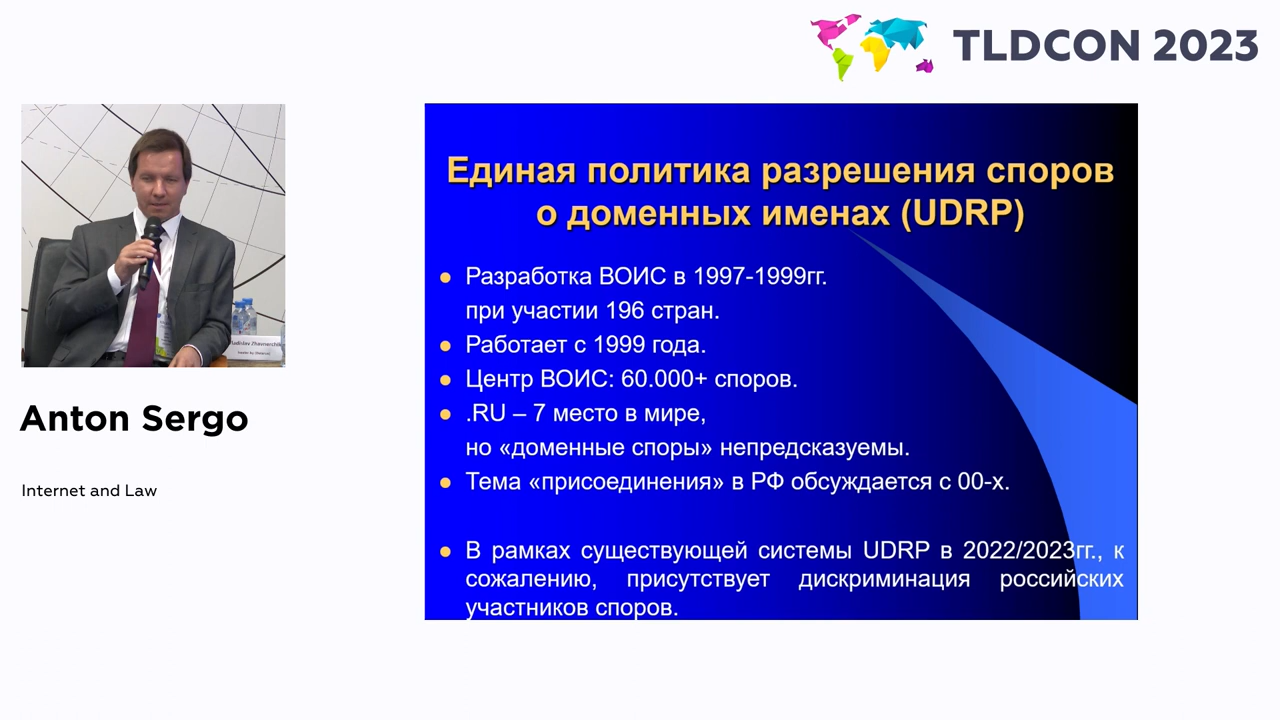 TLDCON 2023
Единая политика разрешения споров
о доменных именах (UDRP)
• Разработка ВОИС в 1997-1999гг.
при участии 196 стран.
• Работает с 1999 года.
• Центр ВОИС: 60.000+ споров.
• .RU – 7 место в мире,
но «доменные споры» непредсказуемы.
• Тема «присоединения» в РФ обсуждается с 00-х.
• В рамках существующей системы UDRP в 2022/2023гг., к
сожалению, присутствует дискриминация российских
участников споров.
Anton Sergo
Internet and Law